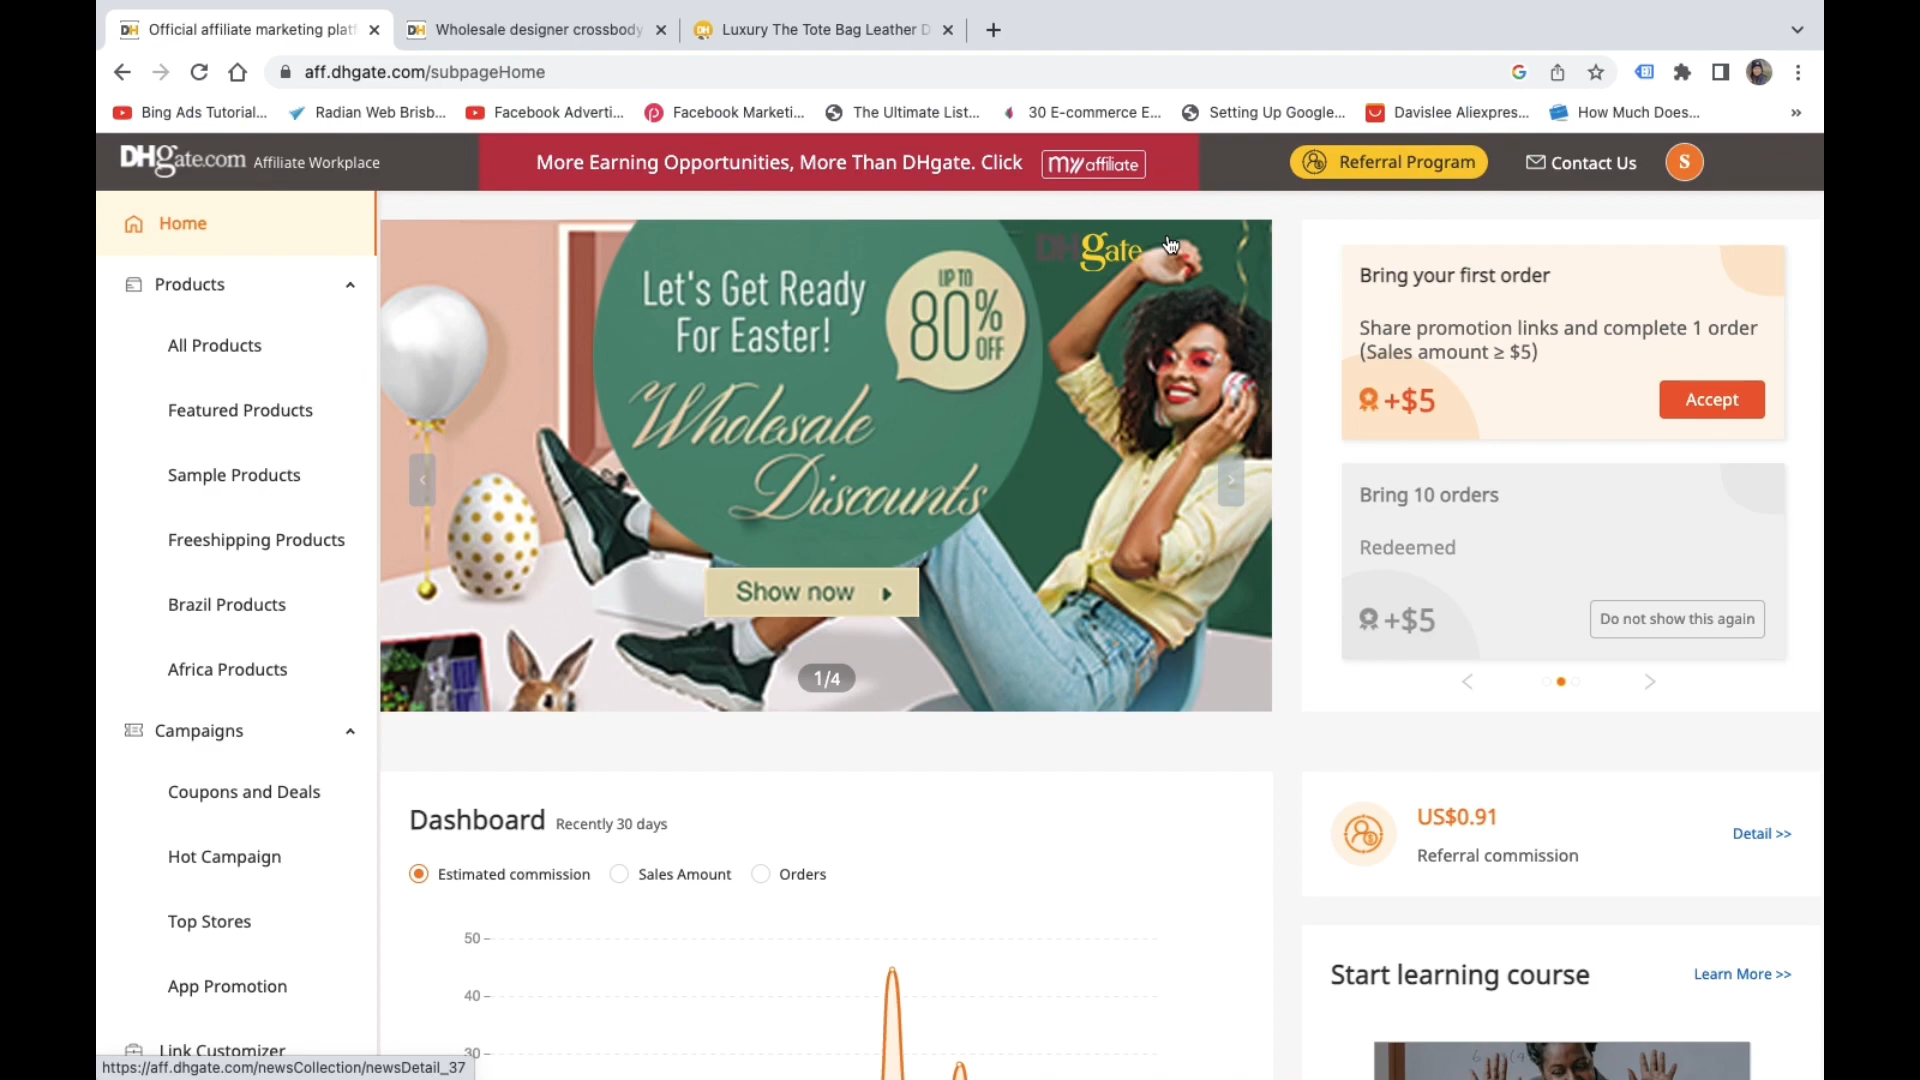 Official affiliate marketing platf
Wholesale designer crossbody
Luxury The Tote Bag Leather D
aff.dhgate.com/subpageHome
Bing Ads Tutorial...
Radian Web Brisb...
Facebook Adverti...
Facebook Marketi...
The Ultimate List...
30 E-commerce E...
Setting Up Google...
Davislee Aliexpres...
How Much Does...
DHgate.com Affiliate Workplace
More Earning Opportunities, More Than DHgate. Click my affiliate
Referral Program
Contact Us
S
Home
Products
All Products
Featured Products
Sample Products
Freeshipping Products
Brazil Products
Africa Products
Campaigns
Coupons and Deals
Hot Campaign
Top Stores
App Promotion
Link Customizer
https://aff.dhgate.com/newsCollection/newsDetail_37
DHgate
Let's Get Ready
For Easter!
UP TO
80%
OFF
Wholesale
Discounts
Show now
1/4
Bring your first order
Share promotion links and complete 1 order
(Sales amount ≥ $5)
+$5
Accept
Bring 10 orders
Redeemed
+$5
Do not show this again
Dashboard Recently 30 days
Estimated commission
Sales Amount
Orders
50
40
30
US$0.91
Referral commission
Detail >>
Start learning course
Learn More >>